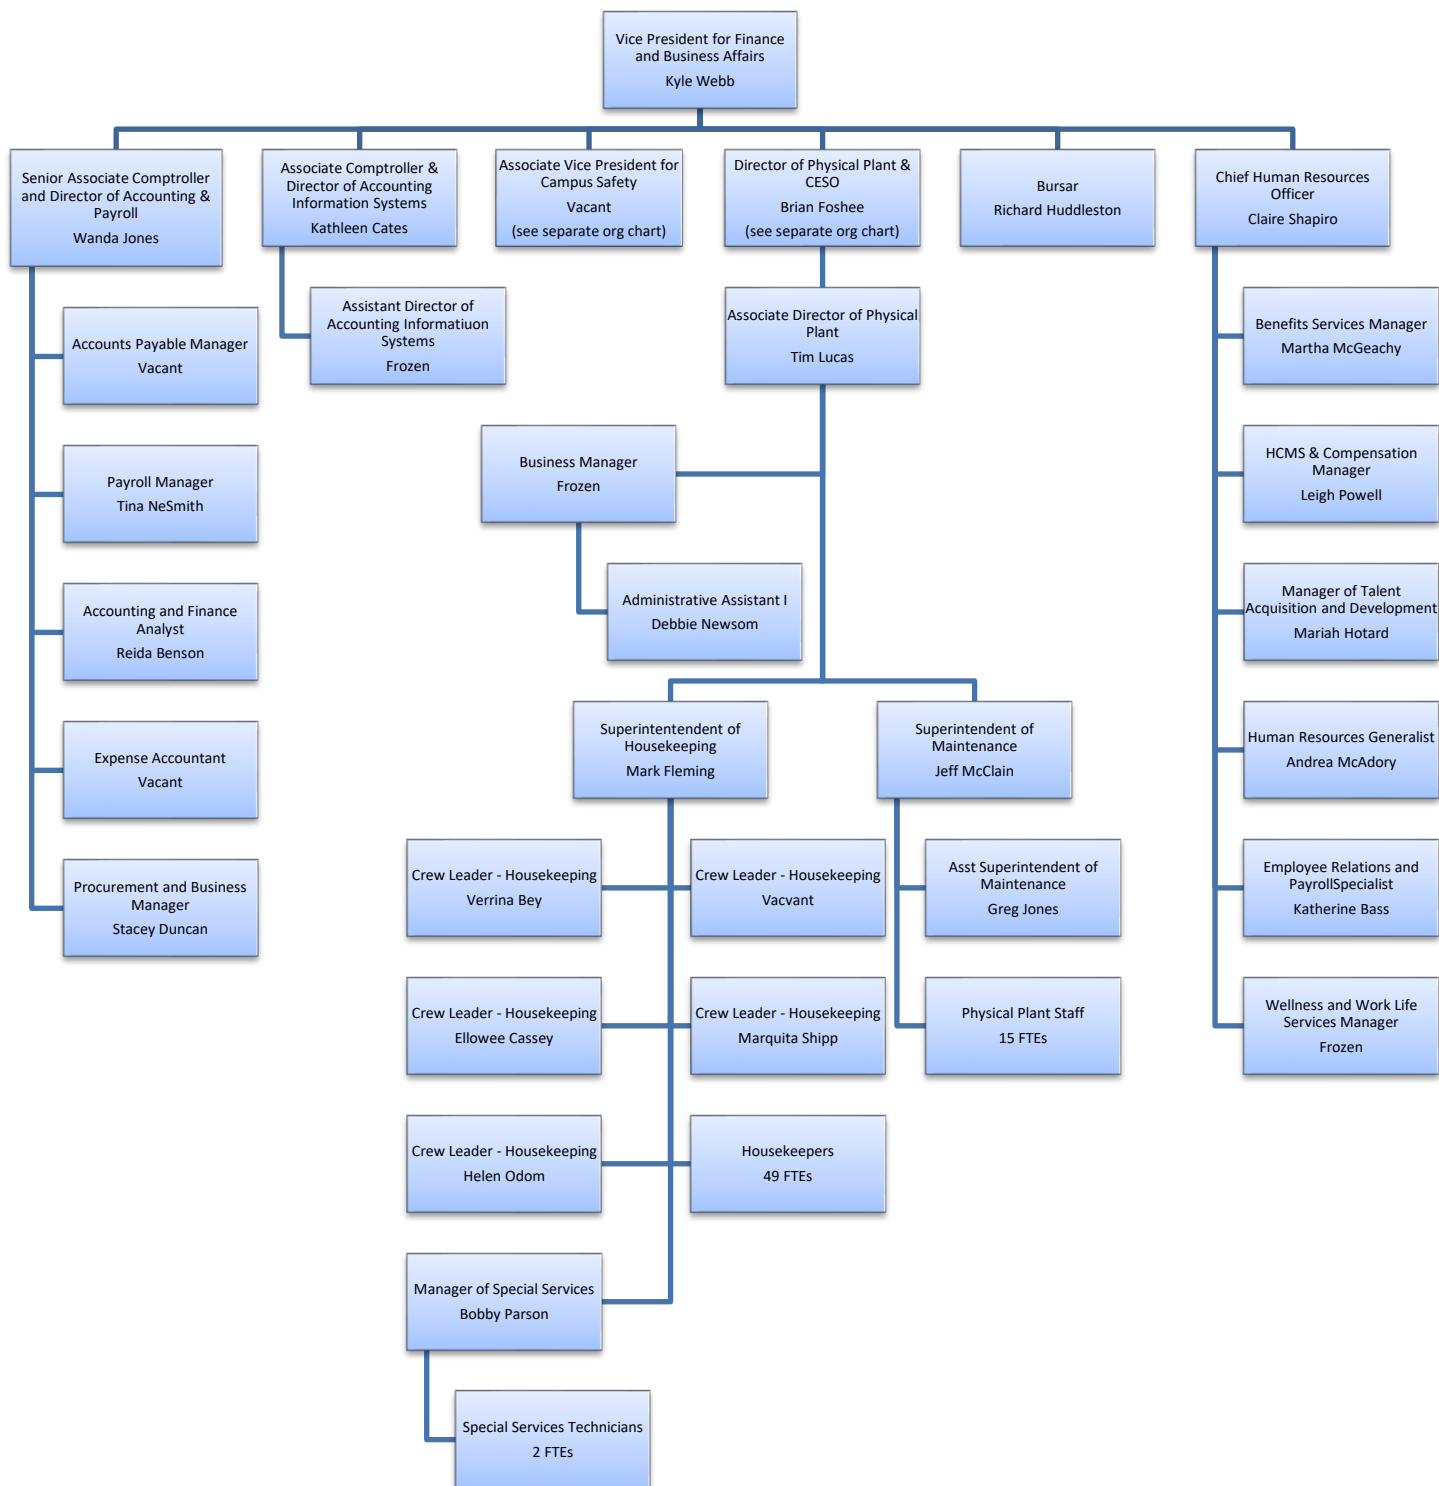 Vice President for Finance
and Business Affairs
Kyle Webb
Senior Associate Comptroller
and Director of Accounting &
Payroll
Wanda Jones
Associate Comptroller &
Director of Accounting
Information Systems
Kathleen Cates
Associate Vice President for
Campus Safety
Vacant
(see separate org chart)
Director of Physical Plant &
CESO
Brian Foshee
(see separate org chart)
Bursar
Richard Huddleston
Chief Human Resources
Officer
Claire Shapiro
Accounts Payable Manager
Vacant
Assistant Director of
Accounting Informatiuon
Systems
Frozen
Associate Director of Physical
Plant
Tim Lucas
Benefits Services Manager
Martha McGeachy
Payroll Manager
Tina NeSmith
Business Manager
Frozen
HCMS & Compensation
Manager
Leigh Powell
Accounting and Finance
Analyst
Reida Benson
Administrative Assistant I
Debbie Newsom
Manager of Talent
Acquisition and Development
Mariah Hotard
Expense Accountant
Vacant
Superintentendent of
Housekeeping
Mark Fleming
Superintendent of
Maintenance
Jeff McClain
Human Resources Generalist
Andrea McAdory
Procurement and Business
Manager
Stacey Duncan
Crew Leader - Housekeeping
Verrina Bey
Crew Leader - Housekeeping
Vacvant
Asst Superintendent of
Maintenance
Greg Jones
Employee Relations and
PayrollSpecialist
Katherine Bass
Crew Leader - Housekeeping
Ellowee Cassey
Crew Leader - Housekeeping
Marquita Shipp
Physical Plant Staff
15 FTEs
Wellness and Work Life
Services Manager
Frozen
Crew Leader - Housekeeping
Helen Odom
Housekeepers
49 FTEs
Manager of Special Services
Bobby Parson
Special Services Technicians
2 FTEs